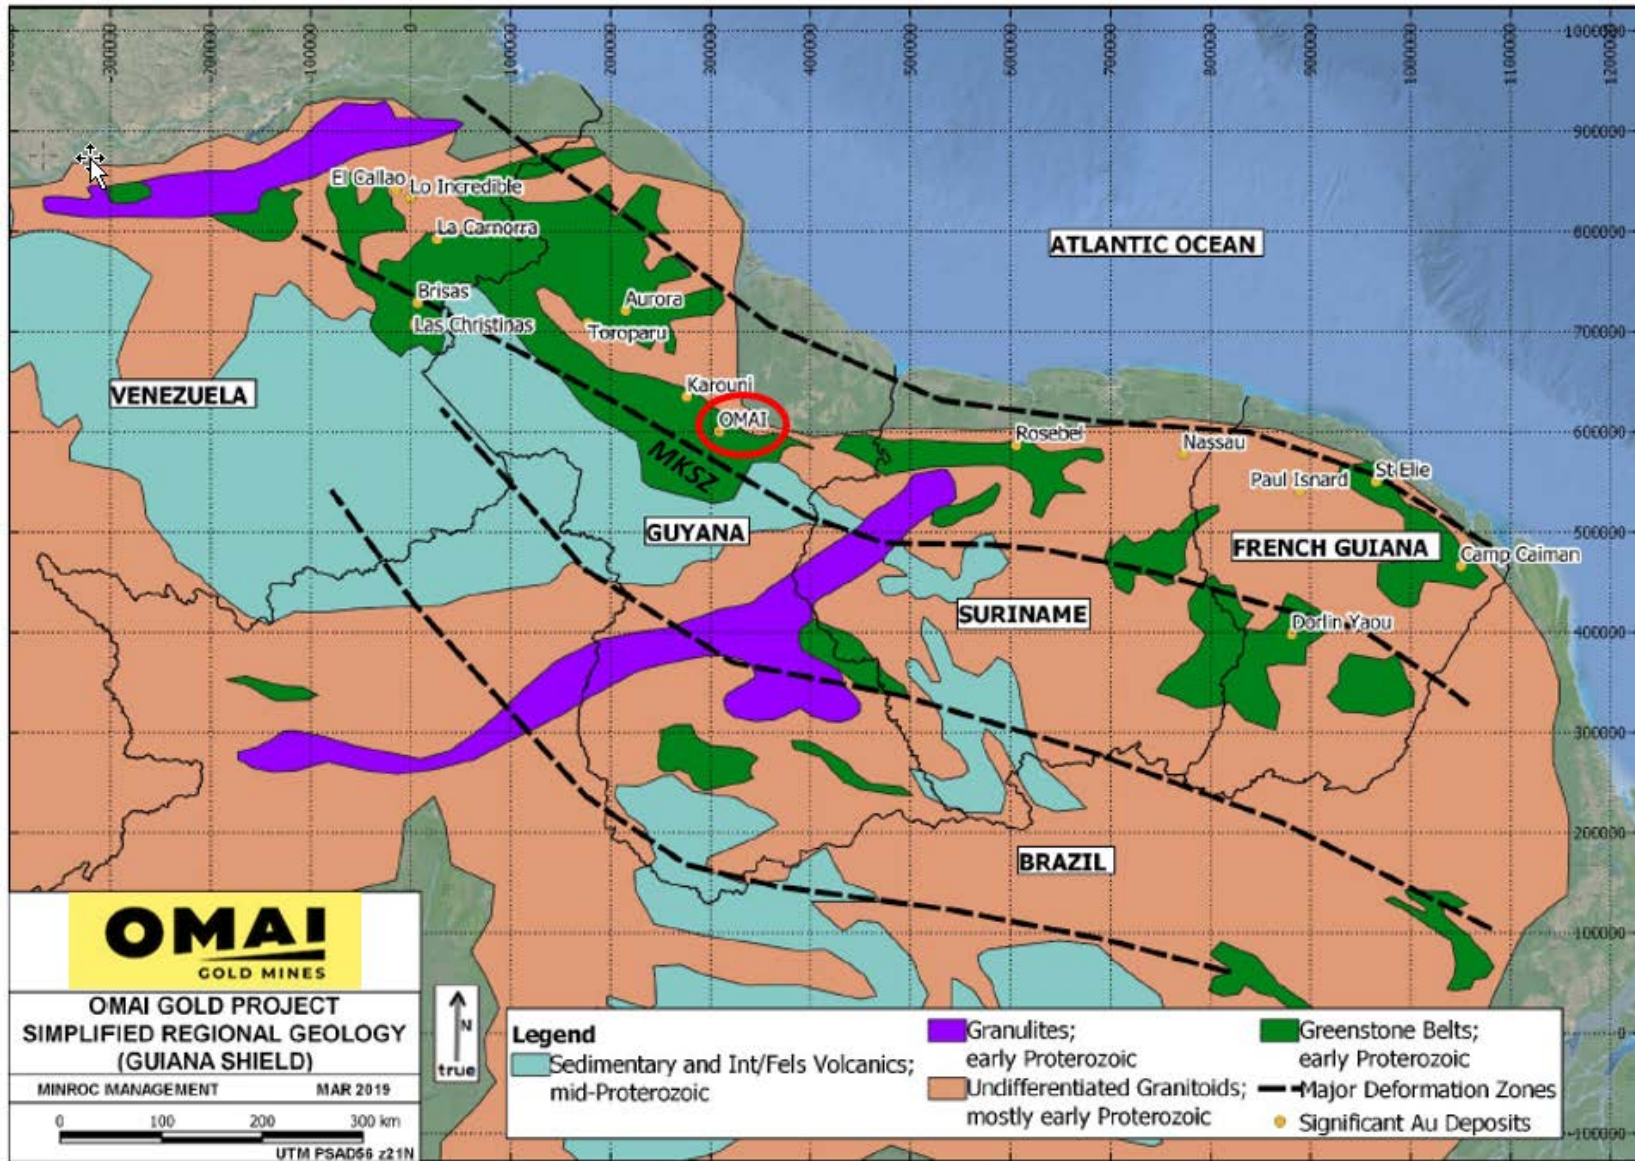 -300000
-200000
-100000
0
100000
200000
300000
400000
500000
600000
700000
800000
900000
1000000
1100000
1200000
1000000
900000
800000
700000
600000
500000
400000
300000
200000
100000
0
-100000
El Callao
Lo Incredible
La Camorra
ATLANTIC OCEAN
Brisas
Aurora
Las Christinas
Toroparu
VENEZUELA
Karouni
OMAI
MKSZ
Rosebel
Nassau
Paul Isnard
St Elie
GUYANA
FRENCH GUIANA
Camp Caiman
SURINAME
Dorlin Yaou
BRAZIL
OMAI
GOLD MINES
OMAI GOLD PROJECT
SIMPLIFIED REGIONAL GEOLOGY
(GUIANA SHIELD)
MINROC MANAGEMENT MAR 2019
0 100 200 300 km
UTM PSAD56 z21N
N
true
Legend
Sedimentary and Int/Fels Volcanics;
mid-Proterozoic
Granulites;
early Proterozoic
Undifferentiated Granitoids;
mostly early Proterozoic
Greenstone Belts;
early Proterozoic
Major Deformation Zones
Significant Au Deposits